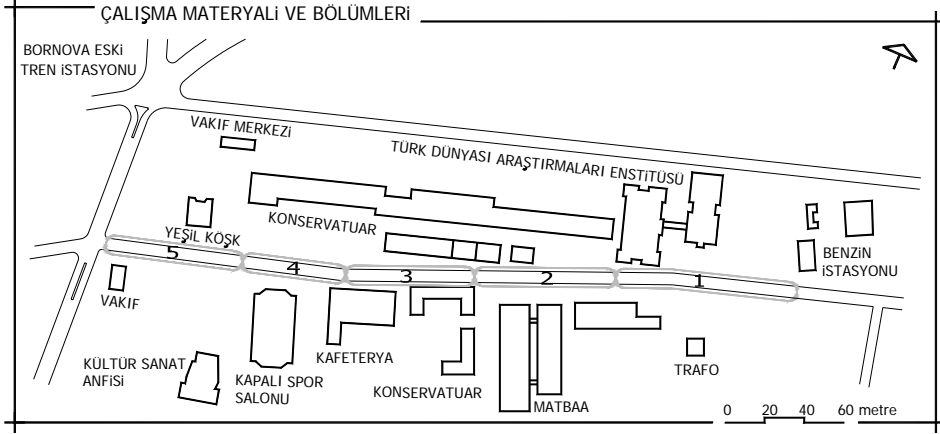 ÇALIŞMA MATERYALİ VE BÖLÜMLERİ
BORNOVA ESKİ
TREN İSTASYONU
VAKIF MERKEZİ
TÜRK DÜNYASI ARAŞTIRMALARI ENSTİTÜSÜ
KONSERVATUAR
YEŞİL KÖŞK
BENZİN
İSTASYONU
5
4
3
2
1
VAKIF
KÜLTÜR SANAT
ANFİSİ
KAPALI SPOR
SALONU
KAFETERYA
KONSERVATUAR
MATBAA
TRAFO
0 20 40 60 metre